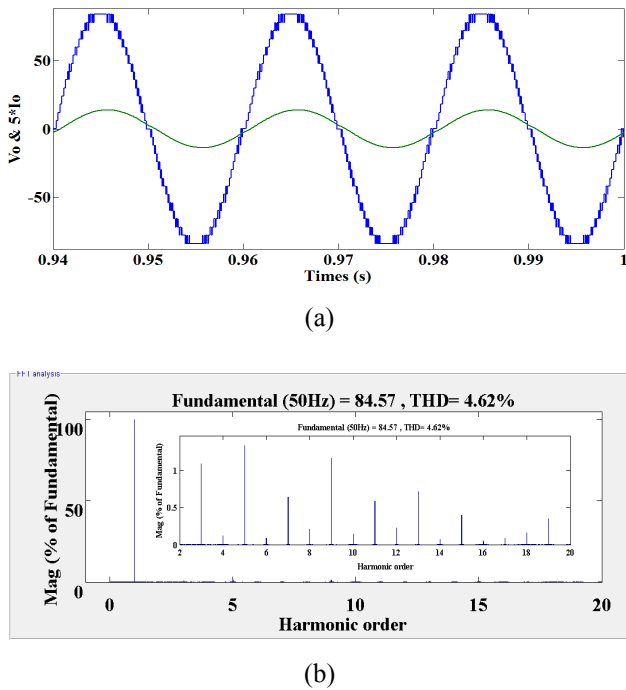 50
0
-50
Vo & 5*Io
0.94 0.95 0.96 0.97 0.98 0.99 1
Times (s)
(a)
FFT analysis
Fundamental (50Hz) = 84.57 , THD= 4.62%
100
50
0
Mag (% of Fundamental)
Fundamental (50Hz) = 84.57 , THD= 4.62%
1
0.5
0
Mag (% of Fundamental)
2 4 6 8 10 12 14 16 18 20
Harmonic order
0 5 10 15 20
Harmonic order
(b)